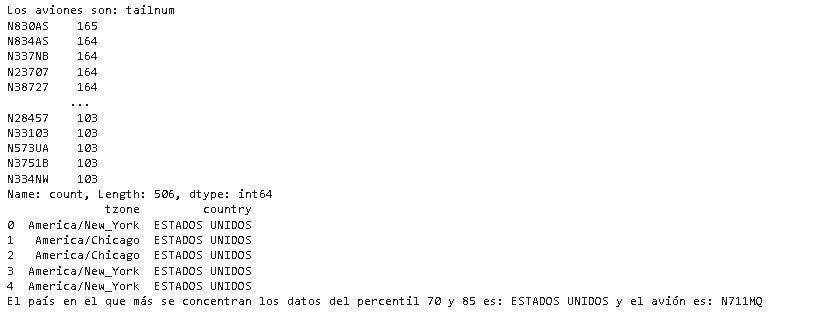 Los aviones son: tailnum
N830AS    165
N834AS    164
N337NB    164
N23707    164
N38727    164
         ...
N28457    103
N33103    103
N573UA    103
N3751B    103
N334NW    103
Name: count, Length: 506, dtype: int64
              tzone         country
0  America/New_York  ESTADOS UNIDOS
1   America/Chicago  ESTADOS UNIDOS
2   America/Chicago  ESTADOS UNIDOS
3  America/New_York  ESTADOS UNIDOS
4  America/New_York  ESTADOS UNIDOS
El país en el que más se concentran los datos del percentil 70 y 85 es: ESTADOS UNIDOS y el avión es: N711MQ